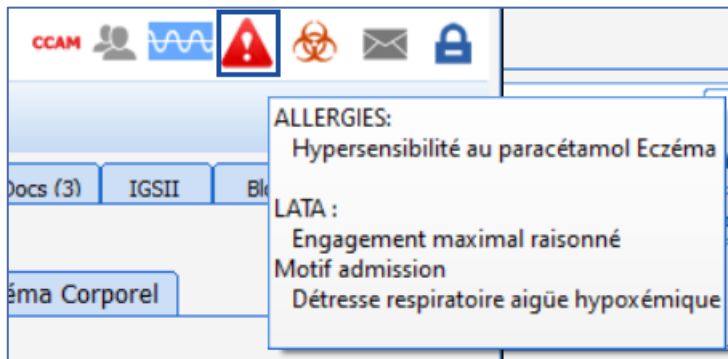 CCAM
ALLERGIES:
Hypersensibilité au paracétamol Eczéma
Docs (3) IGSII
LATA :
Engagement maximal raisonné
Motif admission
éma Corporel
Détresse respiratoire aigüe hypoxémique